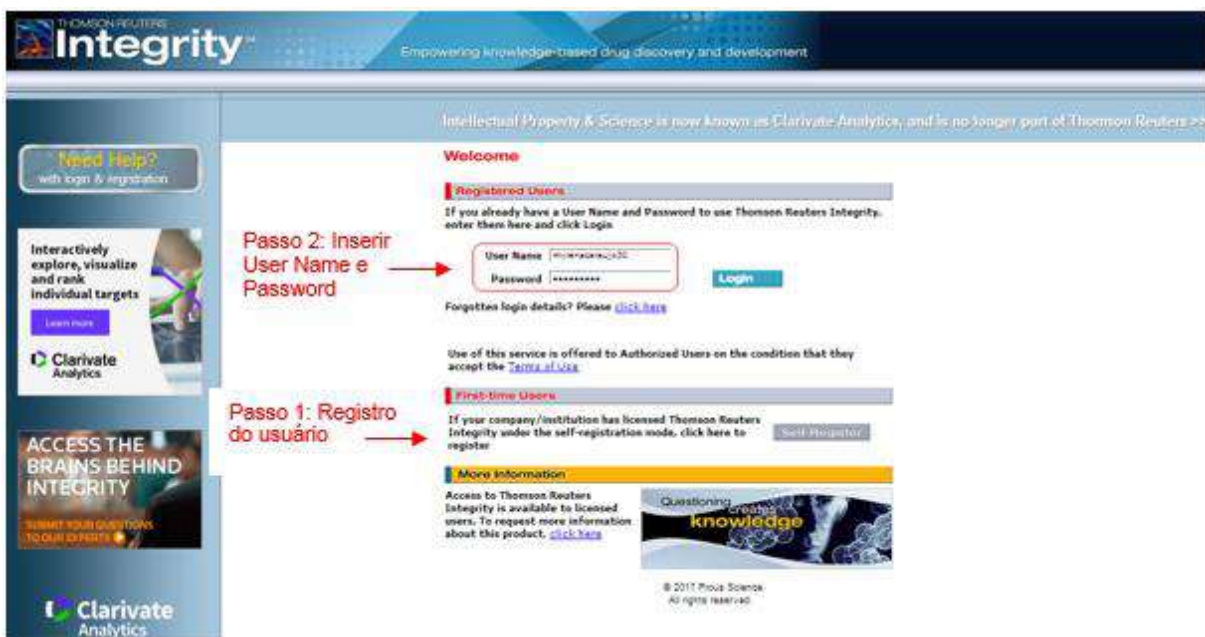 THOMSON REUTERS
Integrity
Empowering knowledge-based drug discovery and development
Intellectual Property & Science is now known as Clarivate Analytics, and is no longer part of Thomson Reuters >>
Need Help?
with login & registration
Interactively
explore, visualize
and rank
individual targets
Learn more
Clarivate
Analytics
ACCESS THE
BRAINS BEHIND
INTEGRITY
SUBMIT YOUR QUESTIONS
TO OUR EXPERTS
Clarivate
Analytics
Welcome
Registered Users
If you already have a User Name and Password to use Thomson Reuters Integrity,
enter them here and click Login
Passo 2: Inserir
User Name e
Password
User Name
Password •••••••••
Login
Forgotten login details? Please click here
Use of this service is offered to Authorized Users on the condition that they
accept the Terms of Use
First-time Users
Passo 1: Registro
do usuário
If your company/institution has licensed Thomson Reuters
Integrity under the self-registration mode, click here to
register
Self-Register
More Information
Access to Thomson Reuters
Integrity is available to licensed
users. To request more information
about this product, click here
Questioning
creates
knowledge
© 2017 Prous Science
All rights reserved